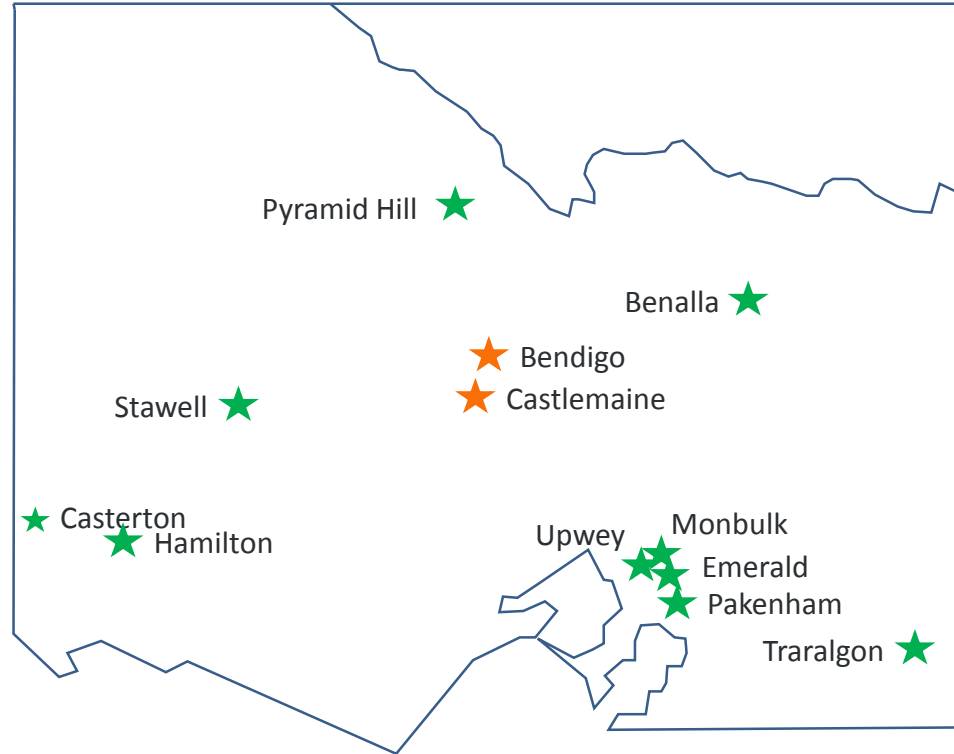 Pyramid Hill
Benalla
Bendigo
Castlemaine
Stawell
Casterton
Hamilton
Monbulk
Upwey
Emerald
Pakenham
Traralgon